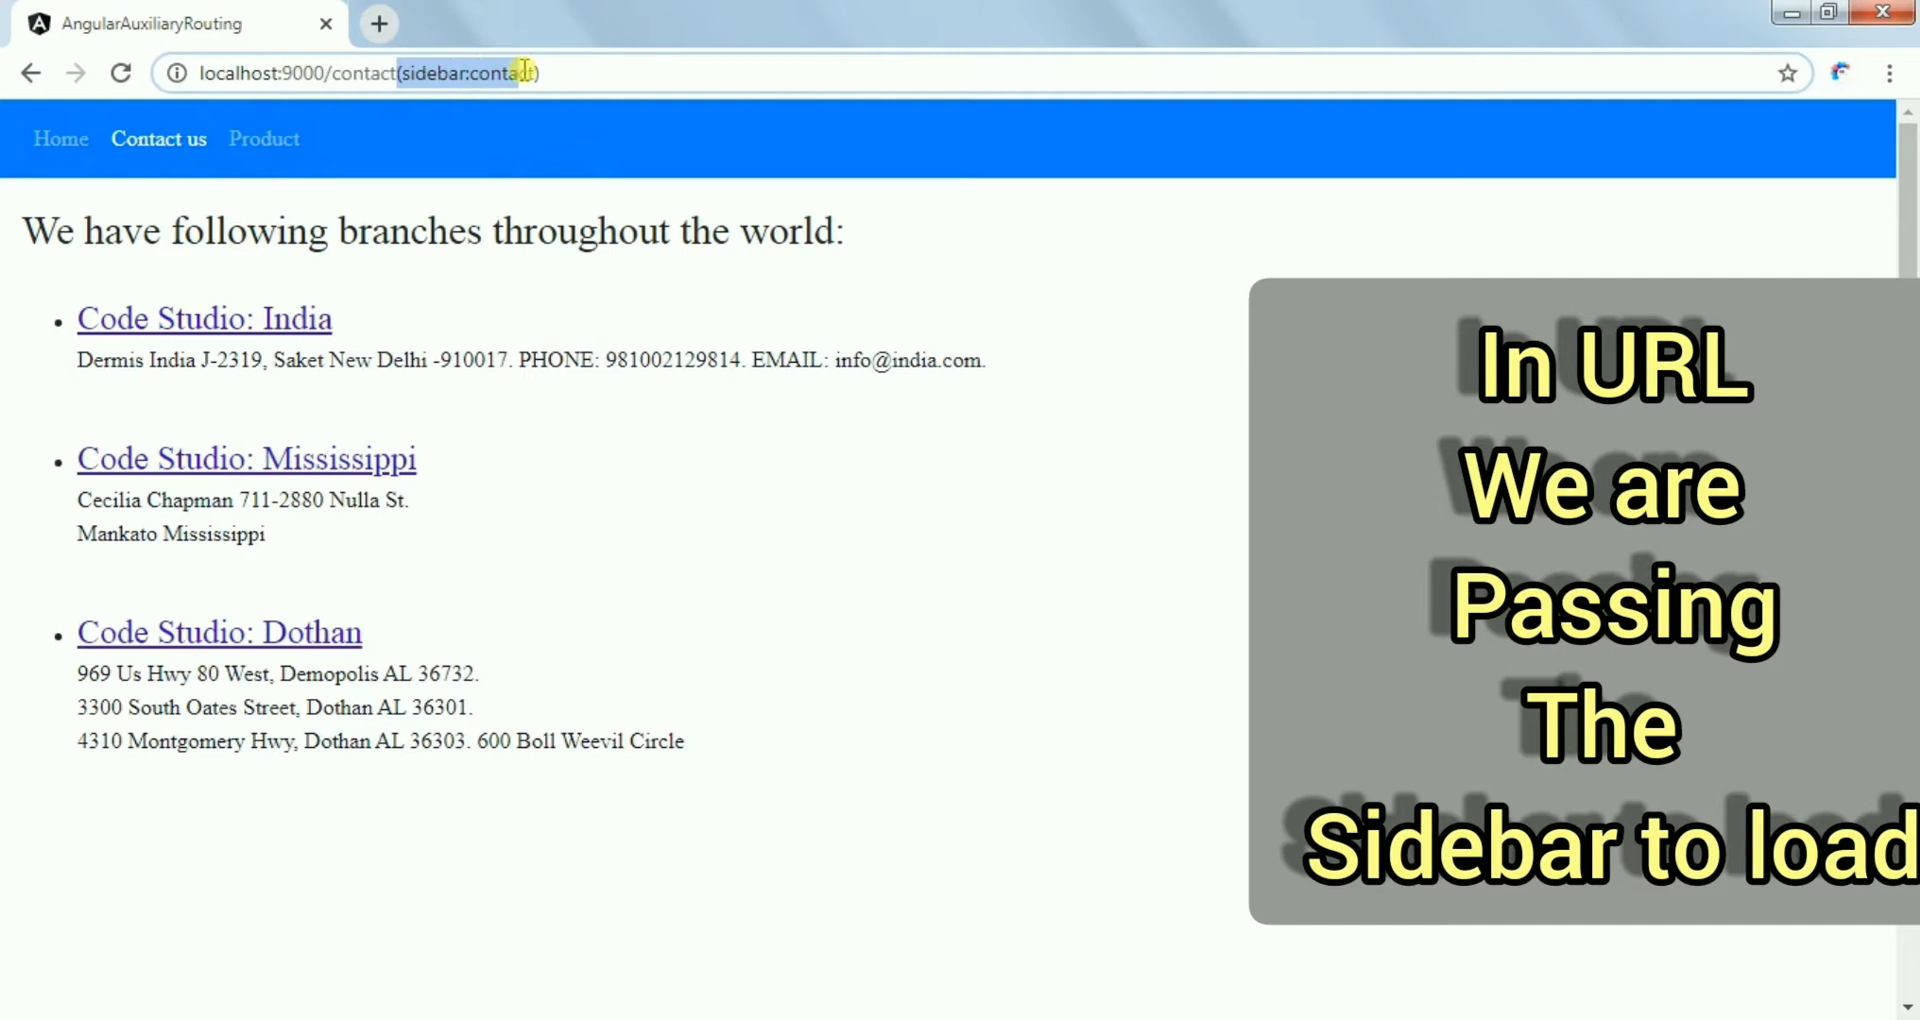 AngularAuxiliaryRouting
localhost:9000/contact(sidebar:contact)
Home Contact us Product
We have following branches throughout the world:
Code Studio: India
Dermis India J-2319, Saket New Delhi -910017. PHONE: 981002129814. EMAIL: info@india.com.
Code Studio: Mississippi
Cecilia Chapman 711-2880 Nulla St.
Mankato Mississippi
Code Studio: Dothan
969 Us Hwy 80 West, Demopolis AL 36732.
3300 South Oates Street, Dothan AL 36301.
4310 Montgomery Hwy, Dothan AL 36303. 600 Boll Weevil Circle
In URL
We are
Passing
The
Sidebar to load